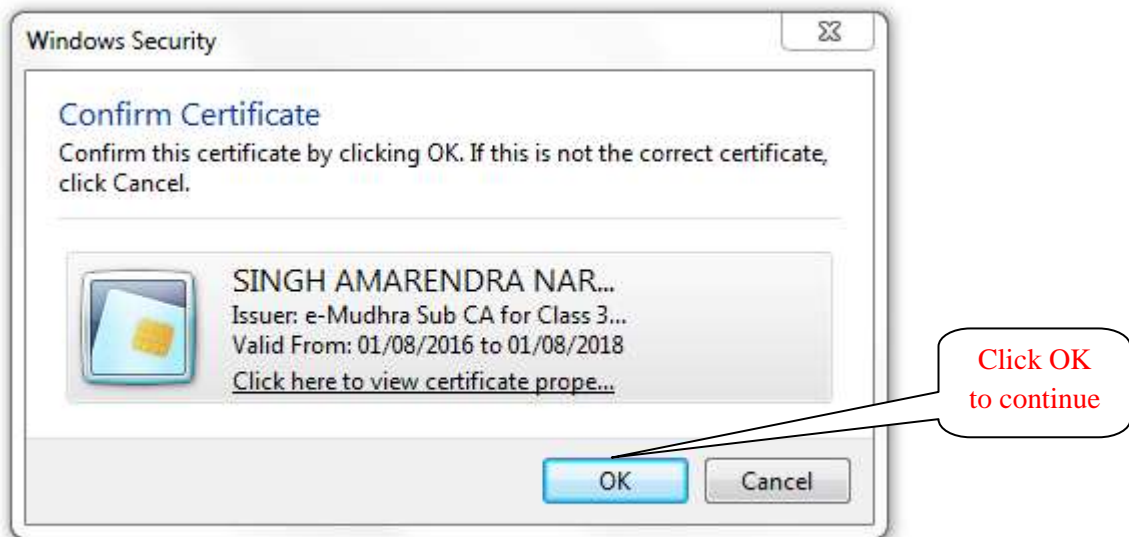 Windows Security
Confirm Certificate
Confirm this certificate by clicking OK. If this is not the correct certificate,
click Cancel.
SINGH AMARENDRA NAR...
Issuer: e-Mudhra Sub CA for Class 3...
Valid From: 01/08/2016 to 01/08/2018
Click here to view certificate prope...
Click OK
to continue
OK
Cancel